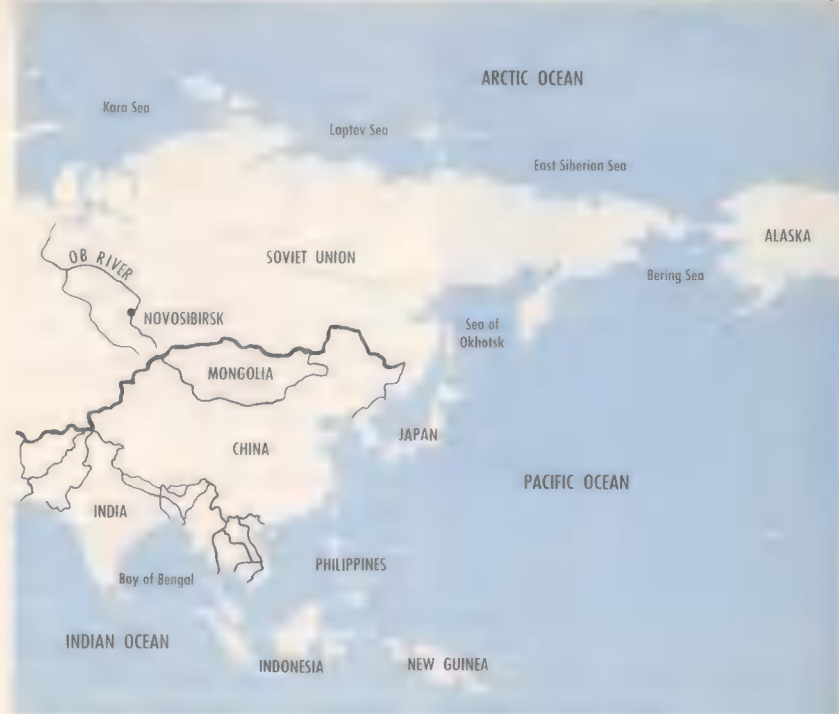 ARCTIC OCEAN
Kara Sea
Laptev Sea
East Siberian Sea
ALASKA
OB RIVER
SOVIET UNION
Bering Sea
NOVOSIBIRSK
Sea of
Okhotsk
MONGOLIA
JAPAN
CHINA
PACIFIC OCEAN
INDIA
PHILIPPINES
Bay of Bengal
INDIAN OCEAN
INDONESIA
NEW GUINEA